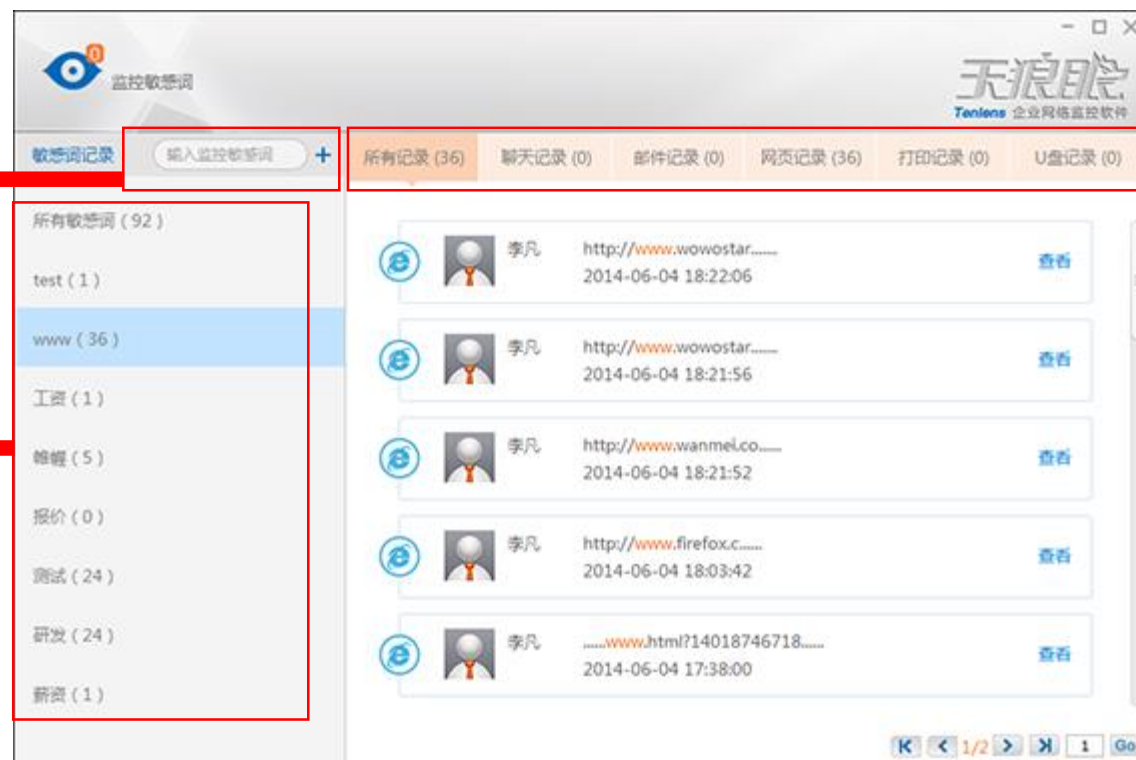 0
监控敏感词
天狼眼
Tenlens 企业网络监控软件
敏感词记录 输入监控敏感词 +
所有记录 (36) 聊天记录 (0) 邮件记录 (0) 网页记录 (36) 打印记录 (0) U盘记录 (0)
所有敏感词 ( 92 )
test ( 1 )
www ( 36 )
工资 ( 1 )
( 5 )
报价 ( 0 )
测试 ( 24 )
研发 ( 24 )
薪资 ( 1 )
李凡 http://www.wowostar...... 查看
2014-06-04 18:22:06
李凡 http://www.wowostar...... 查看
2014-06-04 18:21:56
李凡 http://www.wanmei.co...... 查看
2014-06-04 18:21:52
李凡 http://www.firefox.c...... 查看
2014-06-04 18:03:42
李凡 ......www.html?14018746718...... 查看
2014-06-04 17:38:00
1/2 1 Go